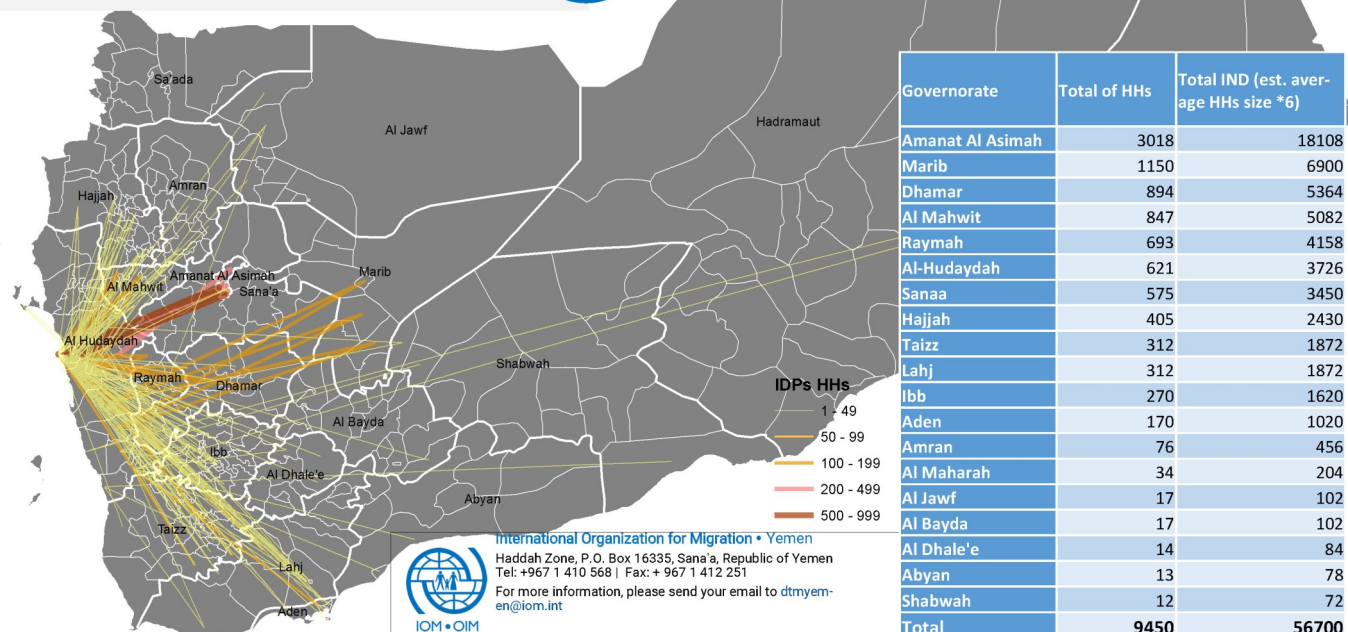 Sa'ada
Al Jawf
Hadramaut
Hajjah
Amran
Marib
Amanat Al Asimah
Al Mahwit
Sana'a
Al Hudaydah
Raymah
Dhamar
Shabwah
Al Bayda
Ibb
Al Dhale'e
Abyan
Taizz
Lahj
Aden
IDPs HHs
1 - 49
50 - 99
100 - 199
200 - 499
500 - 999
International Organization for Migration • Yemen
Haddah Zone, P.O. Box 16335, Sana'a, Republic of Yemen
Tel: +967 1 410 568 | Fax: + 967 1 412 251
For more information, please send your email to dtmyem-
en@iom.int
IOM • OIM
Governorate Total of HHs Total IND (est. aver-
age HHs size *6)
Amanat Al Asimah 3018 18108
Marib 1150 6900
Dhamar 894 5364
Al Mahwit 847 5082
Raymah 693 4158
Al-Hudaydah 621 3726
Sanaa 575 3450
Hajjah 405 2430
Taizz 312 1872
Lahj 312 1872
Ibb 270 1620
Aden 170 1020
Amran 76 456
Al Maharah 34 204
Al Jawf 17 102
Al Bayda 17 102
Al Dhale'e 14 84
Abyan 13 78
Shabwah 12 72
Total 9450 56700